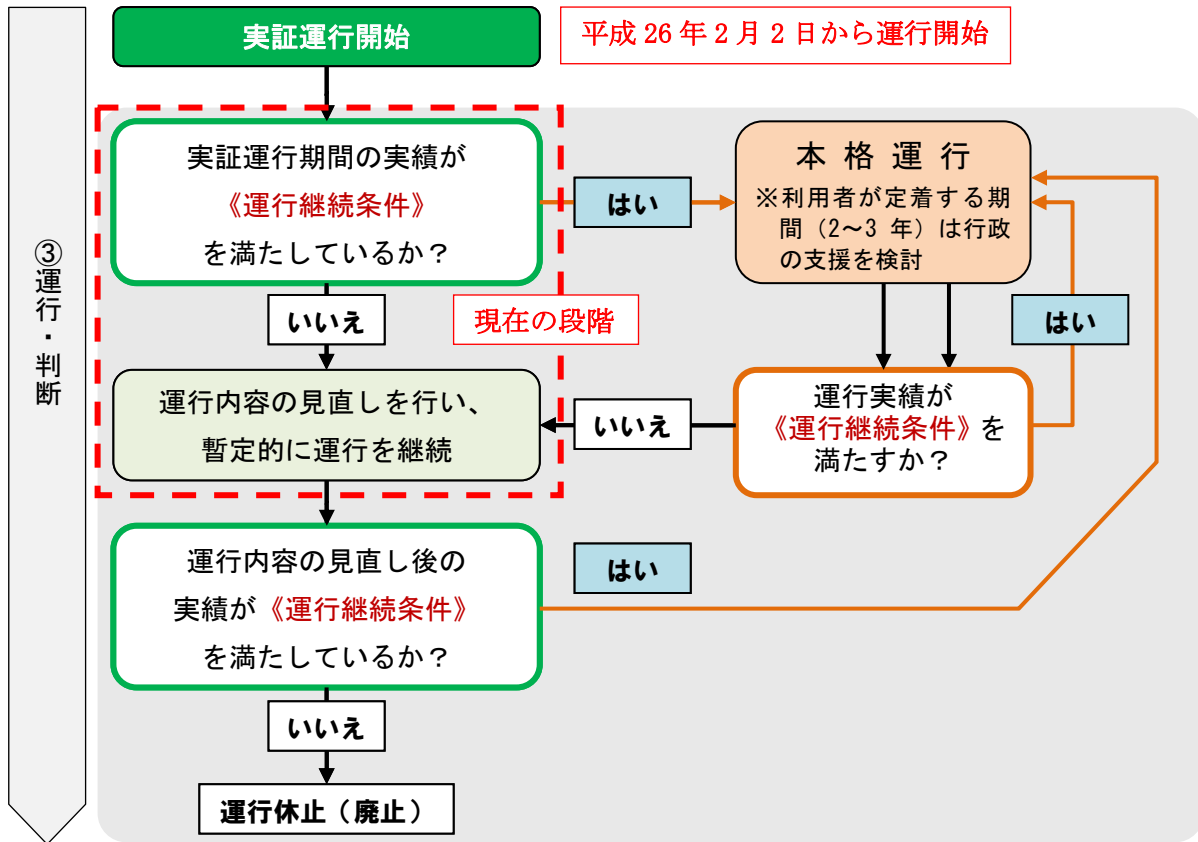 実証運行開始
平成 26 年 2 月 2 日から運行開始
③運行・判断
実証運行期間の実績が
《運行継続条件》
を満たしているか？
はい
本格運行
※利用者が定着する期
間（2～3 年）は行政
の支援を検討
いいえ
現在の段階
はい
運行内容の見直しを行い、
暫定的に運行を継続
いいえ
運行実績が
《運行継続条件》を
満たすか？
運行内容の見直し後の
実績が《運行継続条件》
を満たしているか？
はい
いいえ
運行休止（廃止）